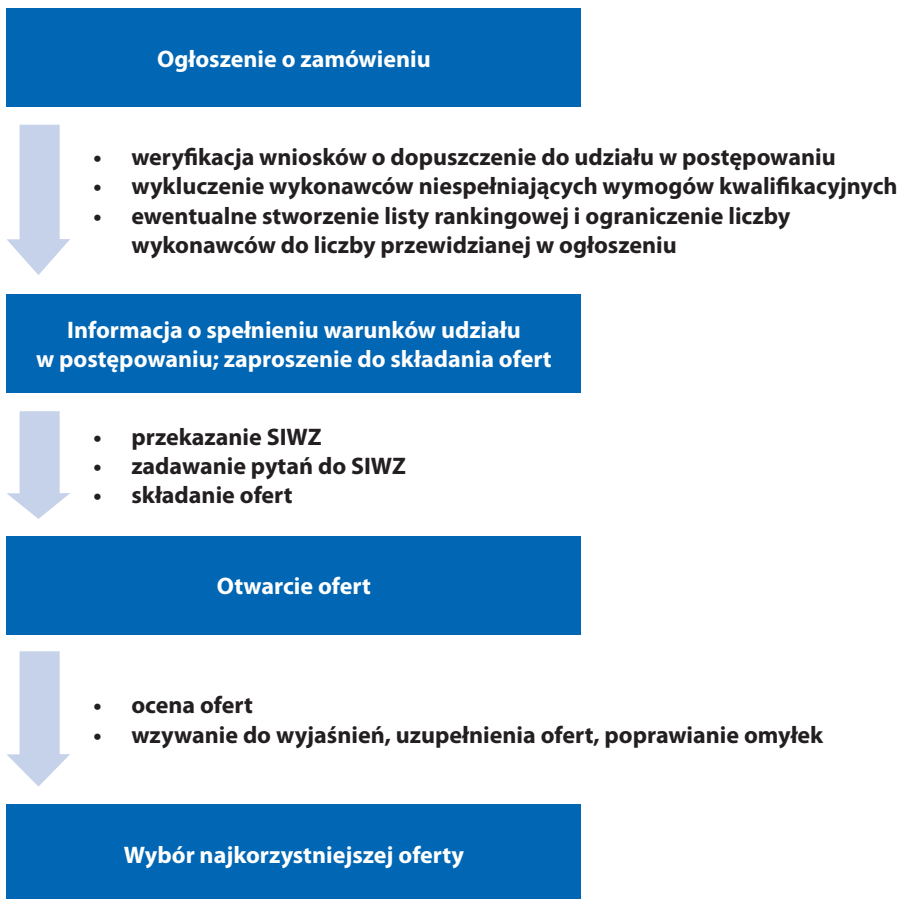 Ogłoszenie o zamówieniu
• weryfikacja wniosków o dopuszczenie do udziału w postępowaniu
• wykluczenie wykonawców niespełniających wymogów kwalifikacyjnych
• ewentualne stworzenie listy rankingowej i ograniczenie liczby
wykonawców do liczby przewidzianej w ogłoszeniu
Informacja o spełnieniu warunków udziału
w postępowaniu; zaproszenie do składania ofert
• przekazanie SIWZ
• zadawanie pytań do SIWZ
• składanie ofert
Otwarcie ofert
• ocena ofert
• wzywanie do wyjaśnień, uzupełnienia ofert, poprawianie omyłek
Wybór najkorzystniejszej oferty